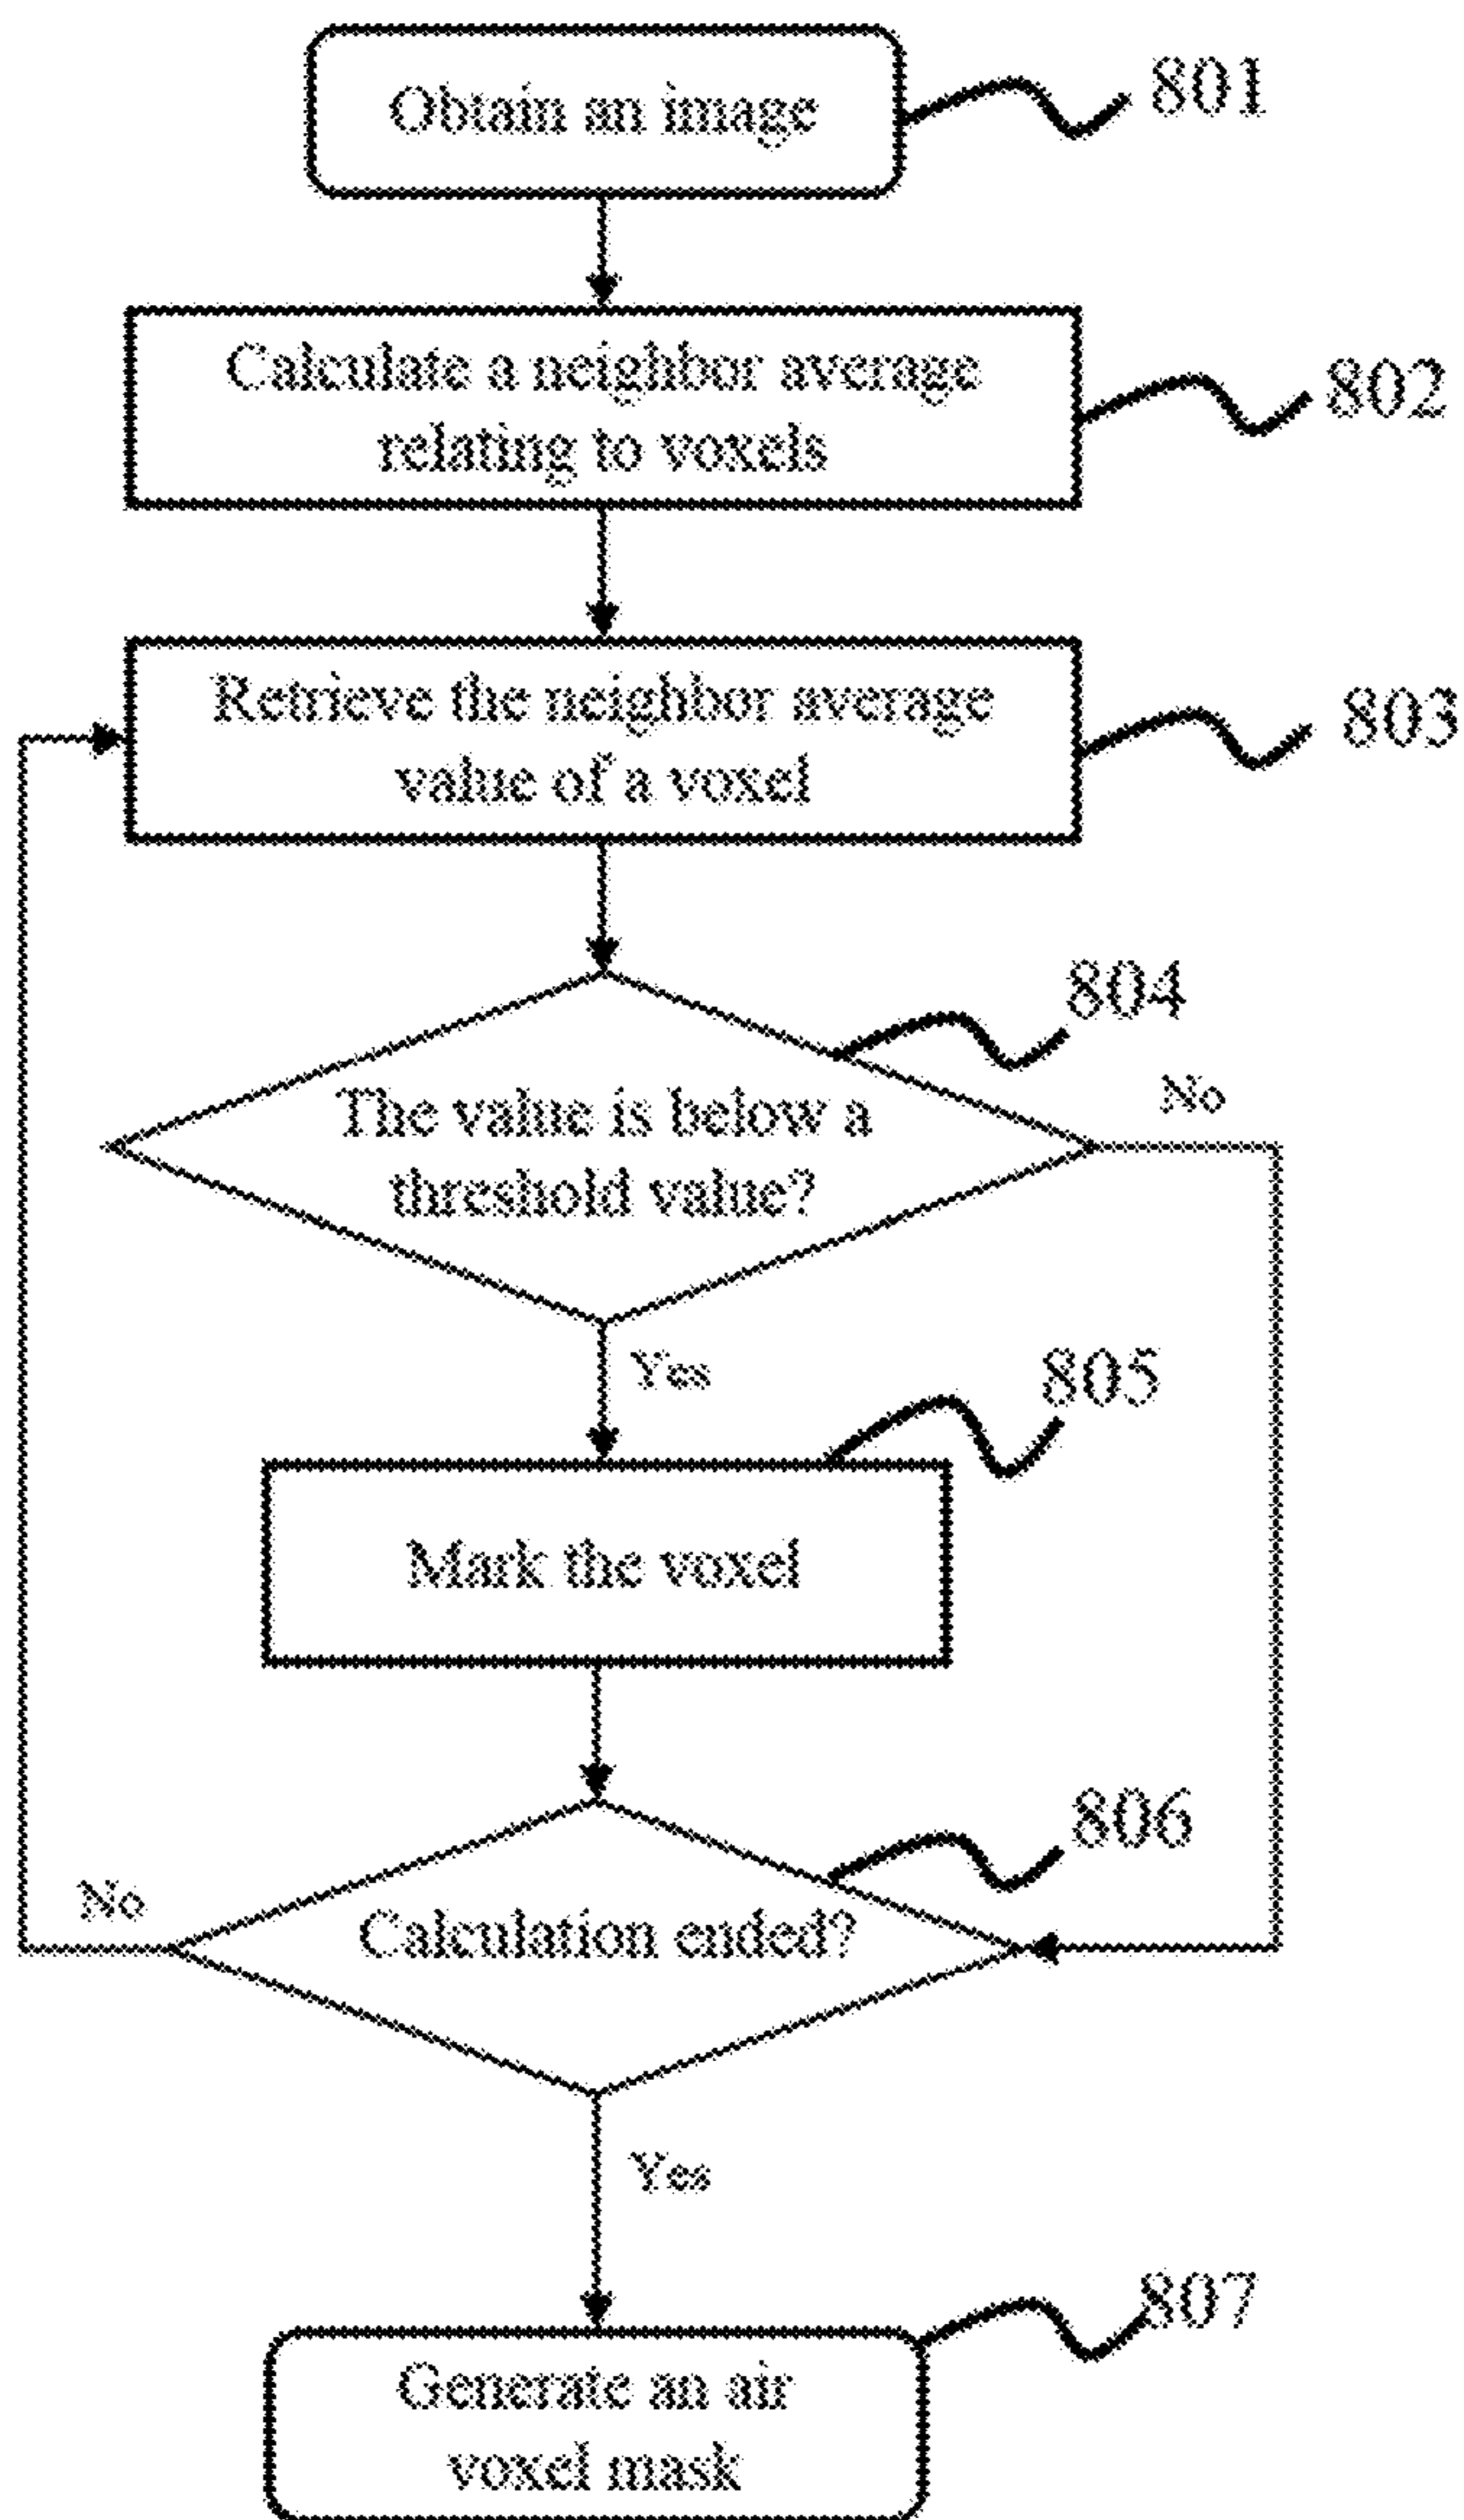 Obtain an image
801
Calculate a neighbor average
relating to voxels
802
Retrieve the neighbor average
value of a voxel
803
804
The value is below a
threshold value?
No
Yes
805
Mark the voxel
806
Calculation ended?
No
Yes
807
Generate an air
voxel mask